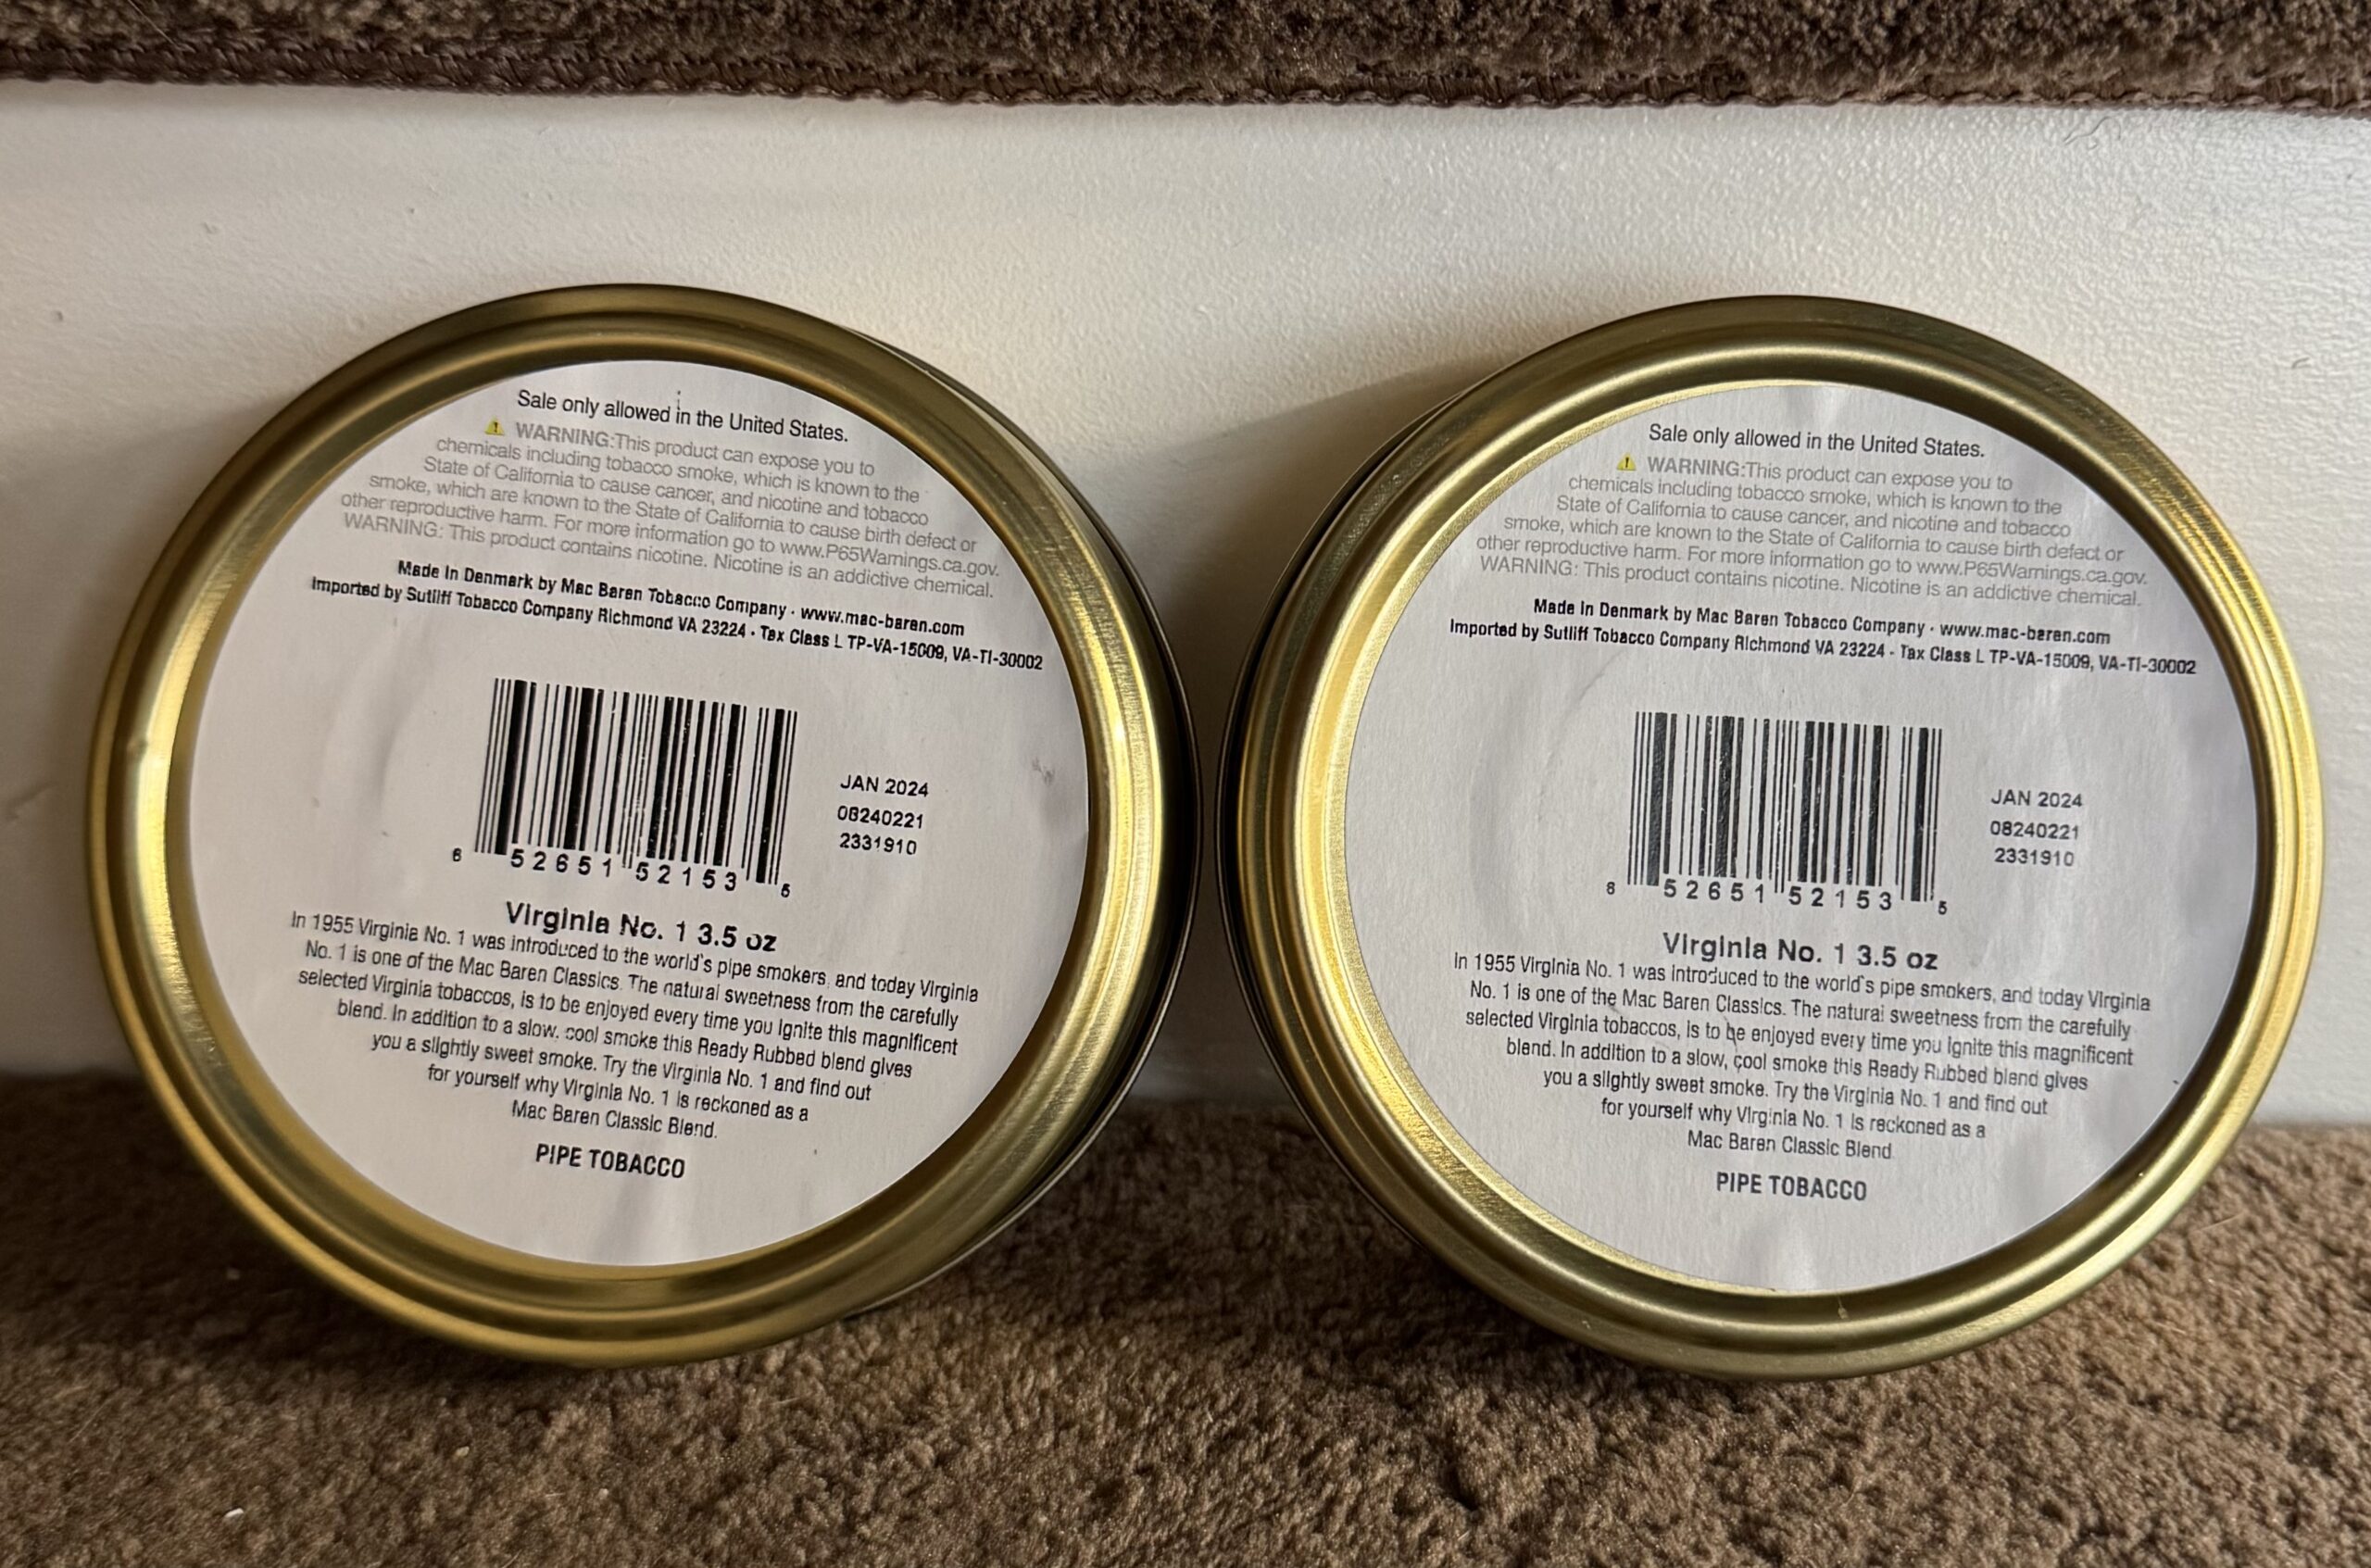 Sale only allowed in the United States.
⚠ WARNING:This product can expose you to
chemicals including tobacco smoke, which is known to the
State of California to cause cancer, and nicotine and tobacco
smoke, which are known to the State of California to cause birth defect or
other reproductive harm. For more information go to www.P65Warnings.ca.gov.
WARNING: This product contains nicotine. Nicotine is an addictive chemical.
Made In Denmark by Mac Baren Tobacco Company · www.mac-baren.com
Imported by Sutliff Tobacco Company Richmond VA 23224 - Tax Class L TP-VA-15009, VA-TI-30002
JAN 2024
08240221
2331910
6 52651 52153 5
Virginia No. 1 3.5 oz
In 1955 Virginia No. 1 was introduced to the world's pipe smokers, and today Virginia
No. 1 is one of the Mac Baren Classics. The natural sweetness from the carefully
selected Virginia tobaccos, is to be enjoyed every time you ignite this magnificent
blend. In addition to a slow, cool smoke this Ready Rubbed blend gives
you a slightly sweet smoke. Try the Virginia No. 1 and find out
for yourself why Virginia No. 1 is reckoned as a
Mac Baren Classic Blend.
PIPE TOBACCO
Sale only allowed in the United States.
⚠ WARNING:This product can expose you to
chemicals including tobacco smoke, which is known to the
State of California to cause cancer, and nicotine and tobacco
smoke, which are known to the State of California to cause birth defect or
other reproductive harm. For more information go to www.P65Warnings.ca.gov.
WARNING: This product contains nicotine. Nicotine is an addictive chemical.
Made In Denmark by Mac Baren Tobacco Company · www.mac-baren.com
Imported by Sutliff Tobacco Company Richmond VA 23224 - Tax Class L TP-VA-15009, VA-TI-30002
JAN 2024
08240221
2331910
6 52651 52153 5
Virginia No. 1 3.5 oz
In 1955 Virginia No. 1 was introduced to the world's pipe smokers, and today Virginia
No. 1 is one of the Mac Baren Classics. The natural sweetness from the carefully
selected Virginia tobaccos, is to be enjoyed every time you ignite this magnificent
blend. In addition to a slow, cool smoke this Ready Rubbed blend gives
you a slightly sweet smoke. Try the Virginia No. 1 and find out
for yourself why Virginia No. 1 is reckoned as a
Mac Baren Classic Blend
PIPE TOBACCO